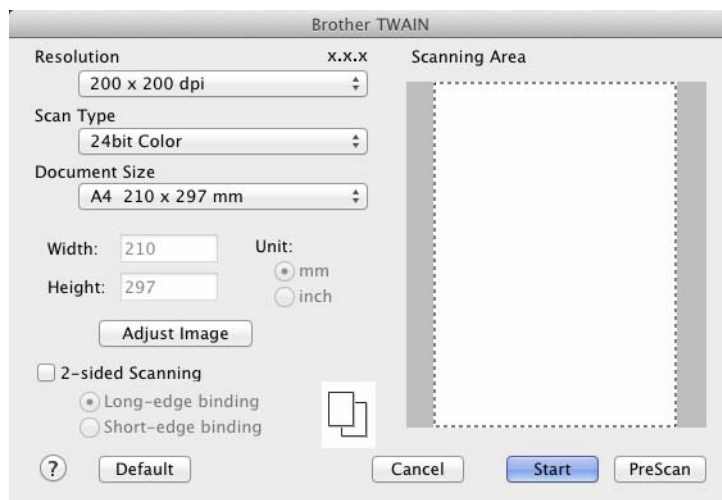 Brother TWAIN
Resolution x.x.x
200 x 200 dpi
Scan Type
24bit Color
Document Size
A4 210 x 297 mm
Width: 210
Height: 297
Unit:
mm
inch
Adjust Image
2-sided Scanning
Long-edge binding
Short-edge binding
Scanning Area
? Default Cancel Start PreScan